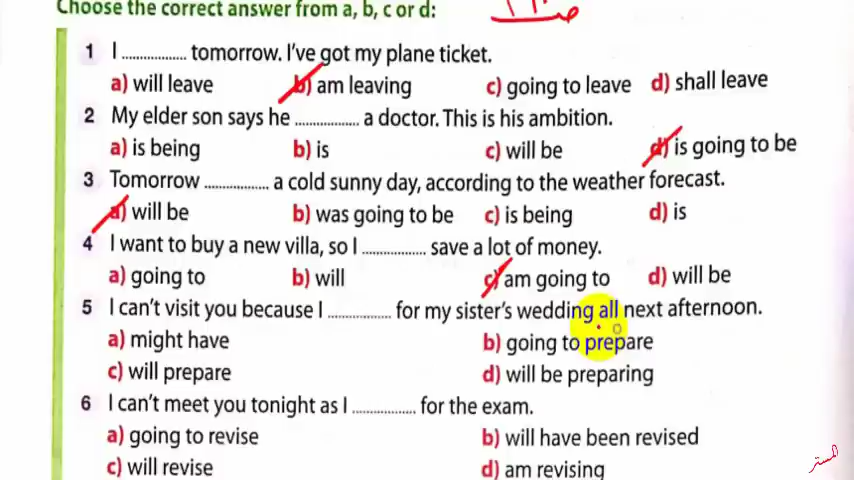 Choose the correct answer from a, b, c or d:
1 I ................ tomorrow. I've got my plane ticket.
a) will leave b) am leaving c) going to leave d) shall leave
2 My elder son says he ................ a doctor. This is his ambition.
a) is being b) is c) will be d) is going to be
3 Tomorrow ................ a cold sunny day, according to the weather forecast.
a) will be b) was going to be c) is being d) is
4 I want to buy a new villa, so I ................ save a lot of money.
a) going to b) will c) am going to d) will be
5 I can't visit you because I ................ for my sister's wedding all next afternoon.
a) might have b) going to prepare
c) will prepare d) will be preparing
6 I can't meet you tonight as I ................ for the exam.
a) going to revise b) will have been revised
c) will revise d) am revising